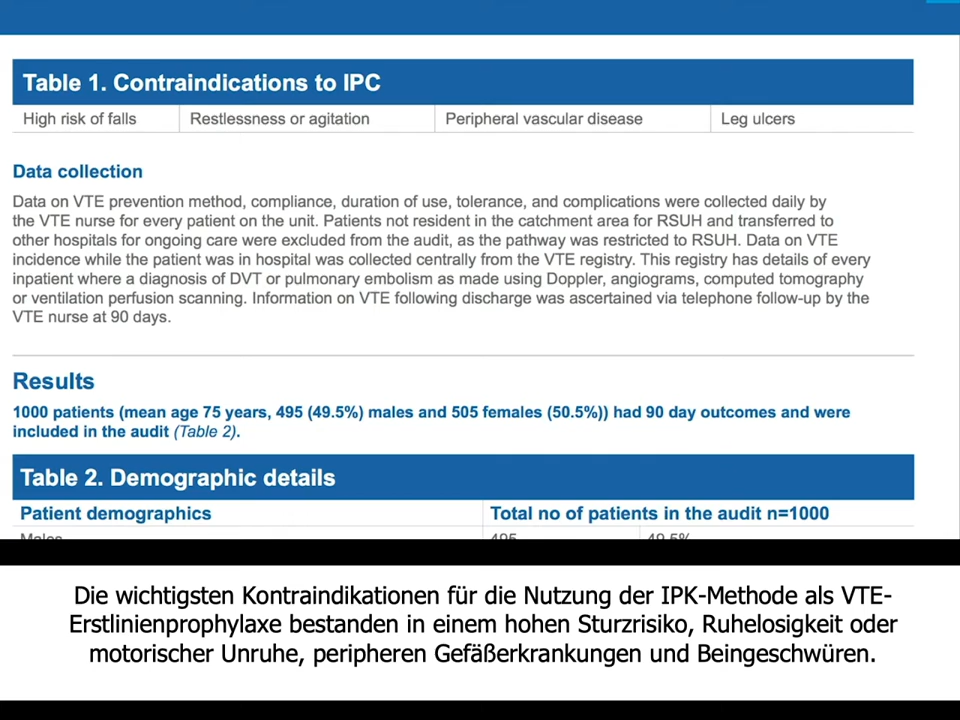 Table 1. Contraindications to IPC
High risk of falls Restlessness or agitation Peripheral vascular disease Leg ulcers
Data collection
Data on VTE prevention method, compliance, duration of use, tolerance, and complications were collected daily by
the VTE nurse for every patient on the unit. Patients not resident in the catchment area for RSUH and transferred to
other hospitals for ongoing care were excluded from the audit, as the pathway was restricted to RSUH. Data on VTE
incidence while the patient was in hospital was collected centrally from the VTE registry. This registry has details of every
inpatient where a diagnosis of DVT or pulmonary embolism as made using Doppler, angiograms, computed tomography
or ventilation perfusion scanning. Information on VTE following discharge was ascertained via telephone follow-up by the
VTE nurse at 90 days.
Results
1000 patients (mean age 75 years, 495 (49.5%) males and 505 females (50.5%)) had 90 day outcomes and were
included in the audit (Table 2).
Table 2. Demographic details
Patient demographics Total no of patients in the audit n=1000
Males 495 49.5%
Die wichtigsten Kontraindikationen für die Nutzung der IPK-Methode als VTE-
Erstlinienprophylaxe bestanden in einem hohen Sturzrisiko, Ruhelosigkeit oder
motorischer Unruhe, peripheren Gefäßerkrankungen und Beingeschwüren.